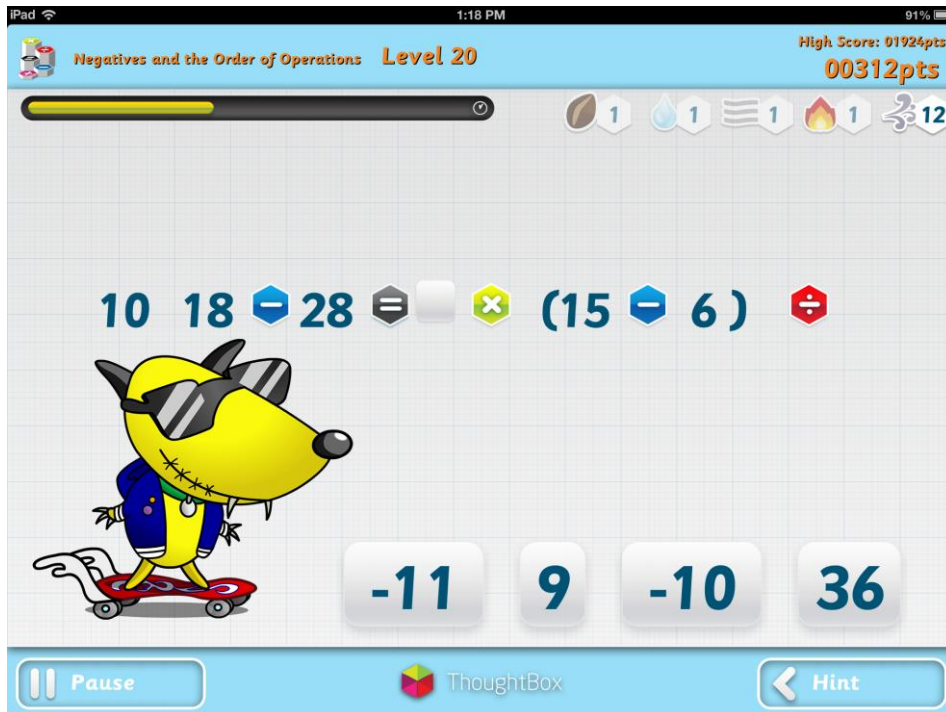 iPad 1:18 PM 91%
Negatives and the Order of Operations Level 20
High Score: 01924pts
00312pts
1 1 1 1 12
10 18 − 28 = × (15 − 6 ) ÷
-11 9 -10 36
Pause ThoughtBox Hint